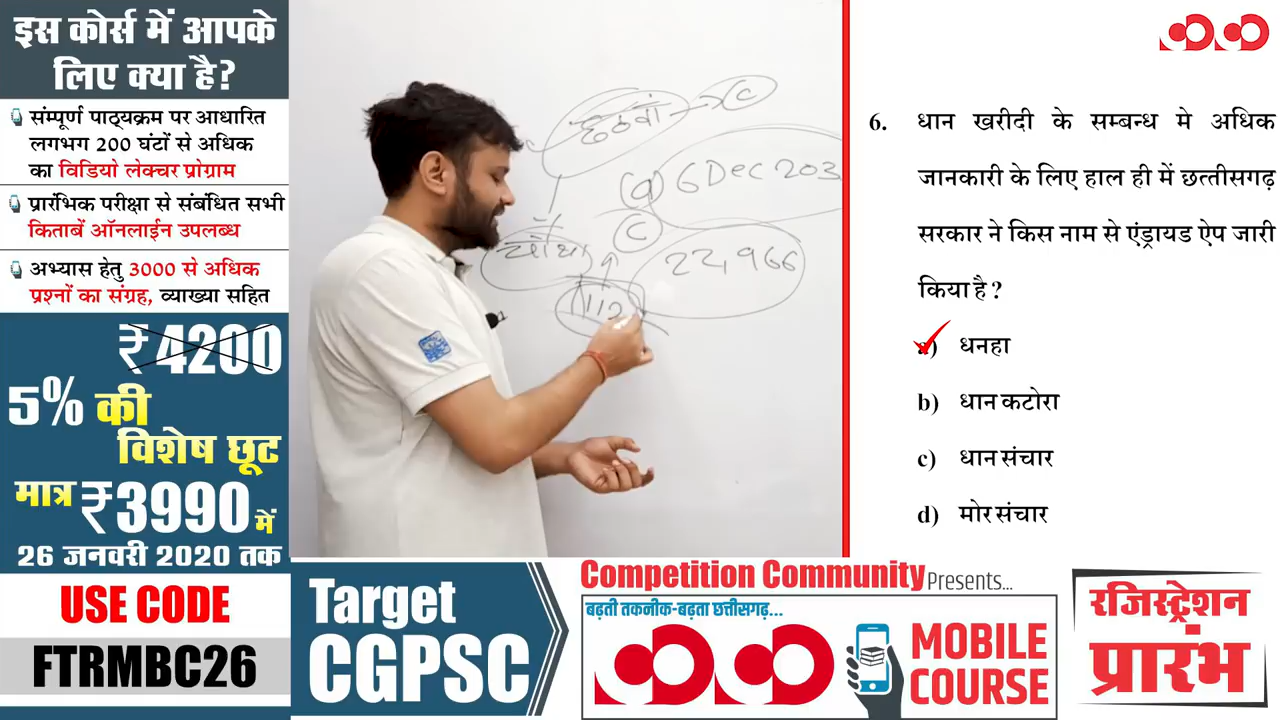 इस कोर्स में आपके
लिए क्या है?
संम्पूर्ण पाठ्यक्रम पर आधारित
लगभग 200 घंटों से अधिक
का विडियो लेक्चर प्रोग्राम
प्रारंभिक परीक्षा से संबंधित सभी
किताबें ऑनलाईन उपलब्ध
अभ्यास हेतु 3000 से अधिक
प्रश्नों का संग्रह, व्याख्या सहित
₹4200
5% की
विशेष छूट
मात्र ₹3990 में
26 जनवरी 2020 तक
USE CODE
FTRMBC26
छठवां → C
(a) 6 Dec 203
C
चौथा
22,966
112
6. धान खरीदी के सम्बन्ध मे अधिक
जानकारी के लिए हाल ही में छत्तीसगढ़
सरकार ने किस नाम से एंड्रायड ऐप जारी
किया है ?
a) धनहा
b) धान कटोरा
c) धान संचार
d) मोर संचार
Target
CGPSC
Competition Community Presents...
बढ़ती तकनीक-बढ़ता छत्तीसगढ़...
MOBILE
COURSE
रजिस्ट्रेशन
प्रारंभ